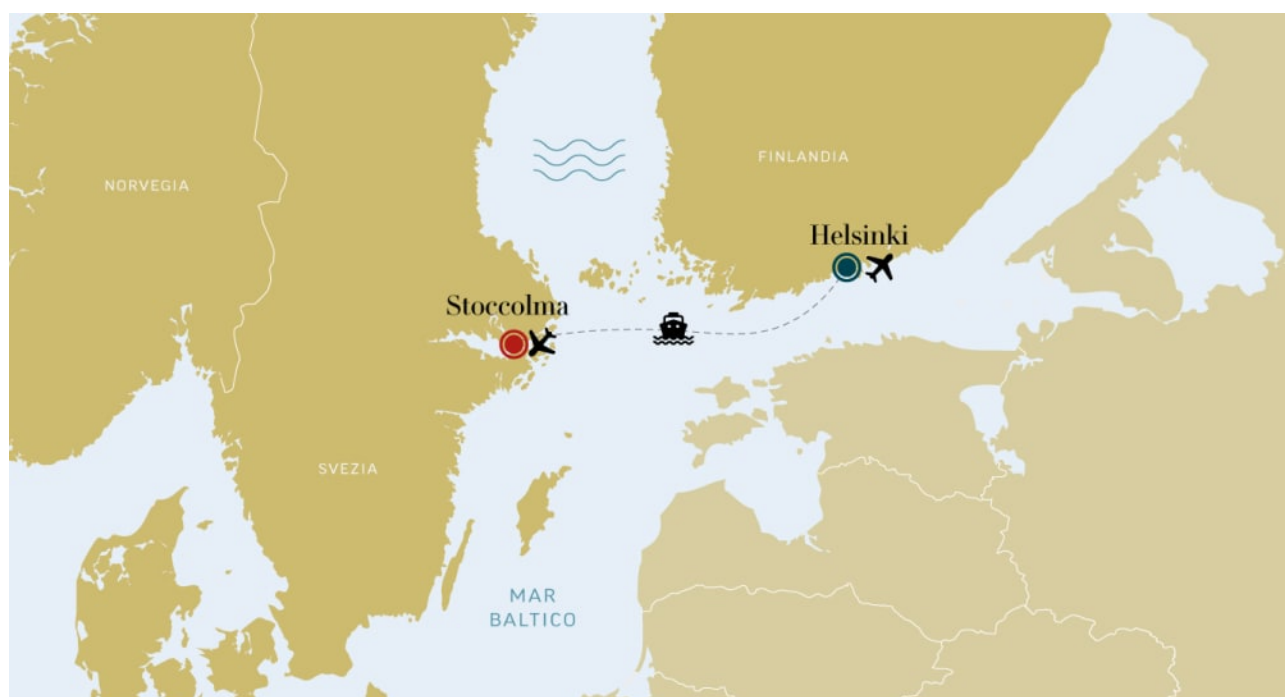 FINLANDIA
NORVEGIA
Helsinki
Stoccolma
SVEZIA
MAR
BALTICO